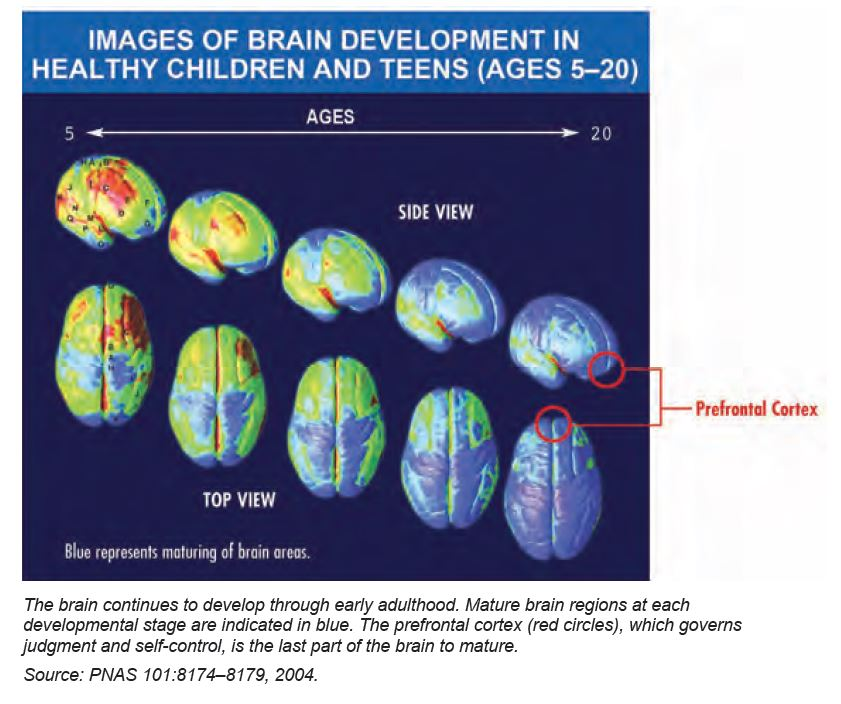 IMAGES OF BRAIN DEVELOPMENT IN
HEALTHY CHILDREN AND TEENS (AGES 5–20)
AGES
5
20
SIDE VIEW
Prefrontal Cortex
TOP VIEW
Blue represents maturing of brain areas.
The brain continues to develop through early adulthood. Mature brain regions at each
developmental stage are indicated in blue. The prefrontal cortex (red circles), which governs
judgment and self-control, is the last part of the brain to mature.
Source: PNAS 101:8174–8179, 2004.